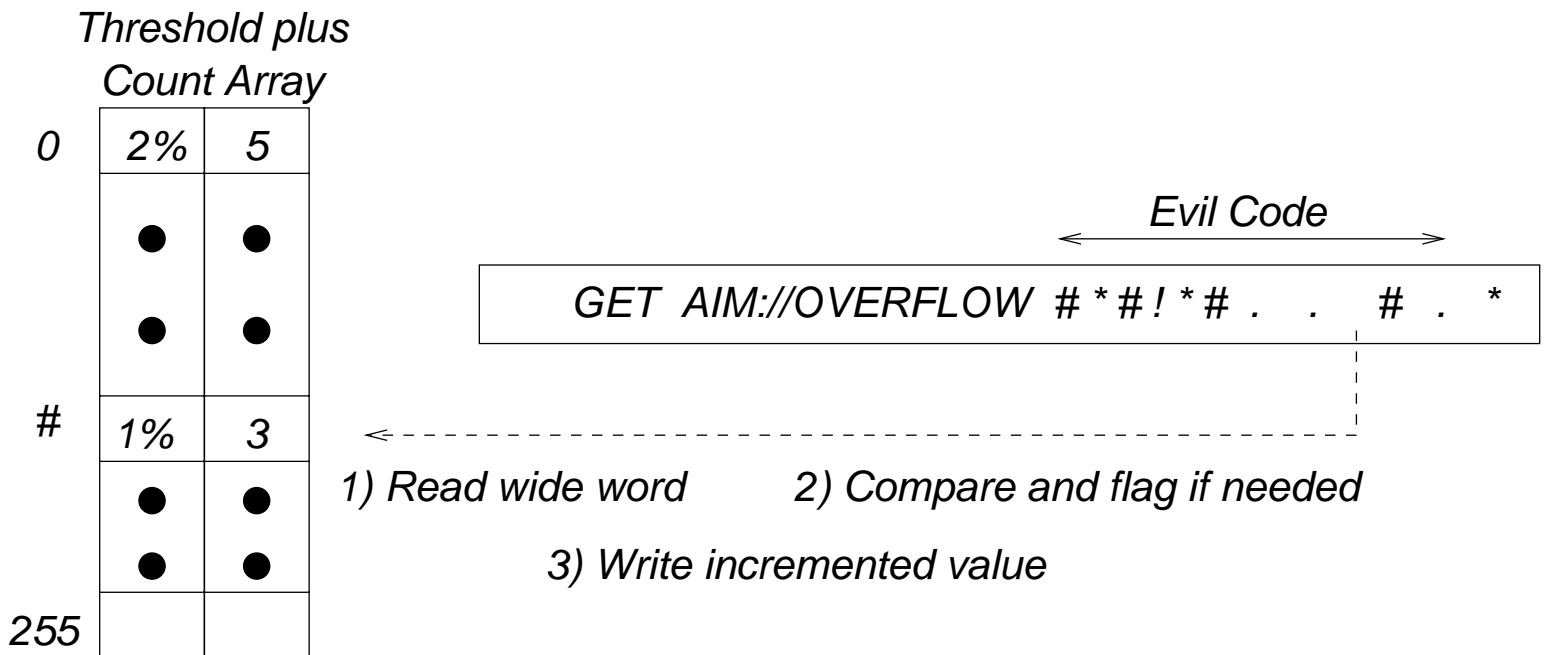 Threshold plus
Count Array
0 2% 5
Evil Code
GET AIM://OVERFLOW # * # ! * # . . # . *
# 1% 3
1) Read wide word 2) Compare and flag if needed
3) Write incremented value
255